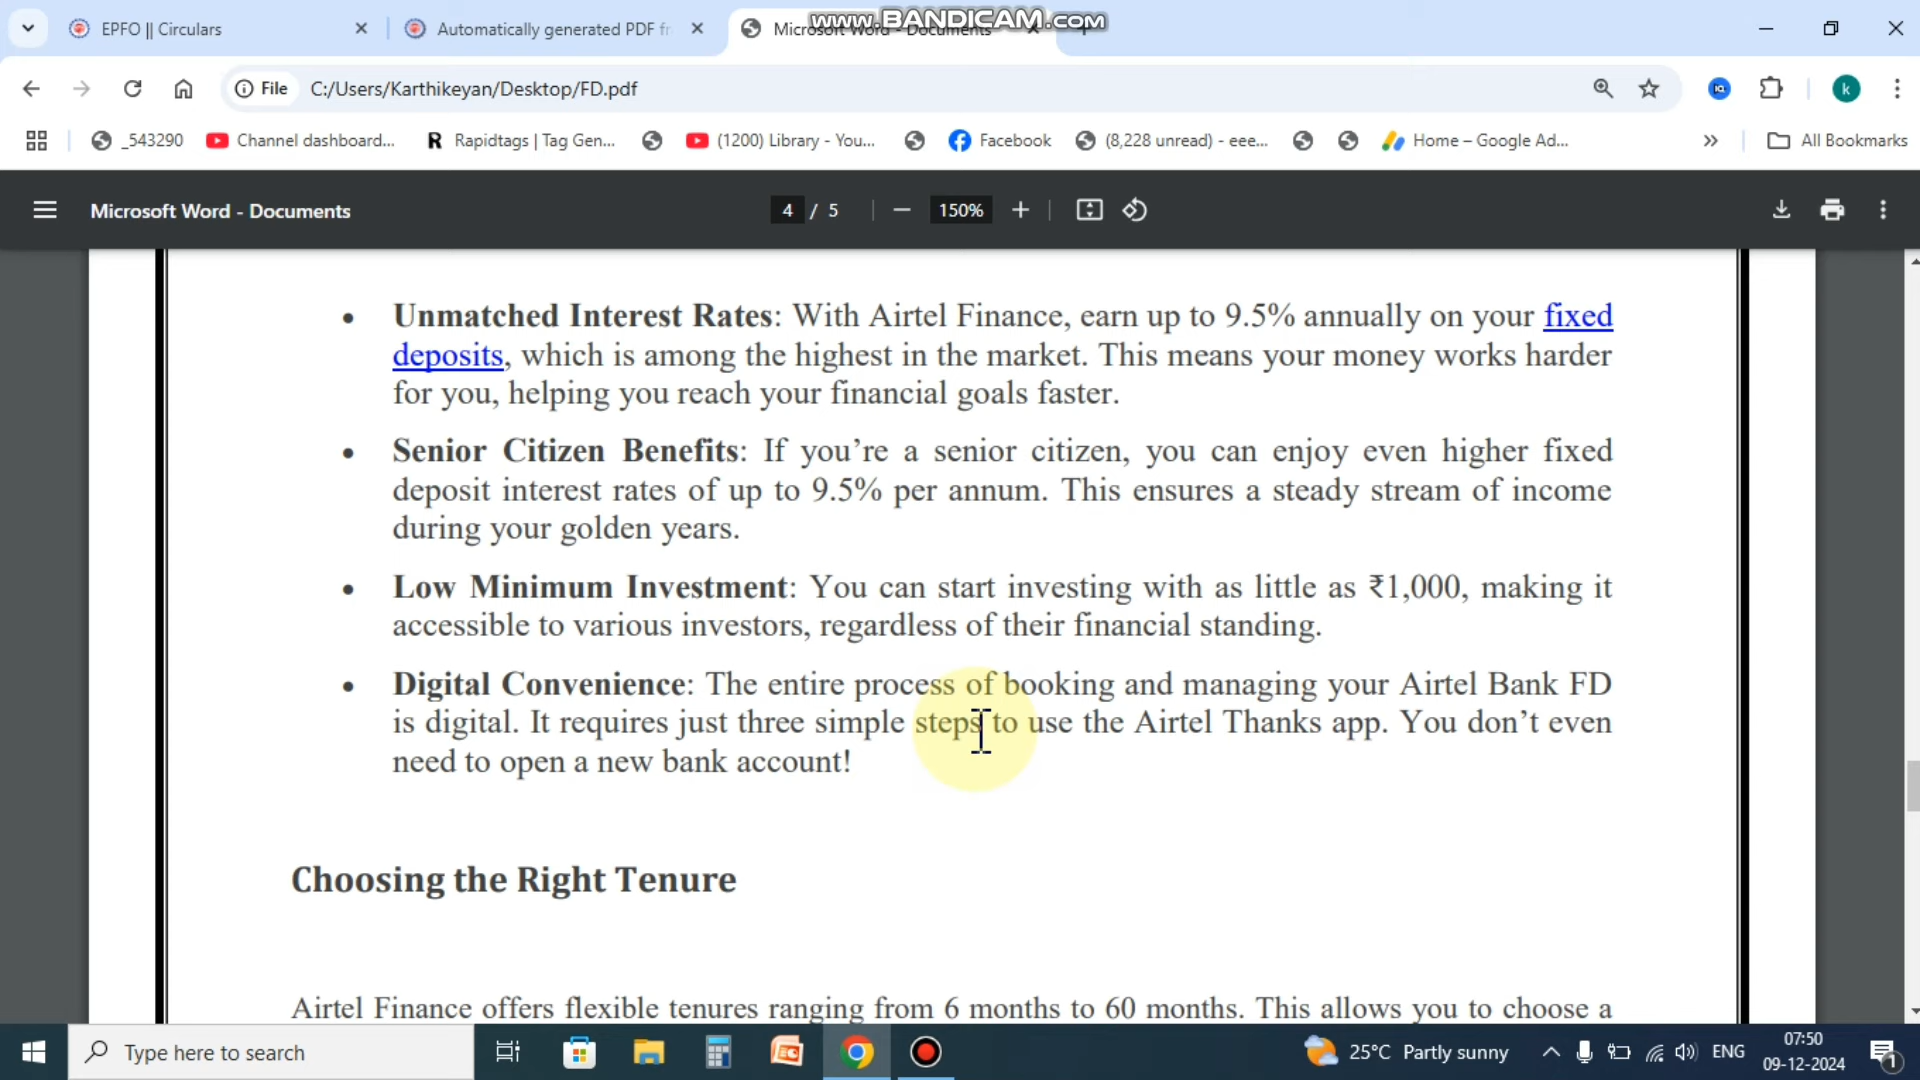 EPFO || Circulars
Automatically generated PDF fr
Microsoft Word - Documents
www.BANDICAM.com
File
C:/Users/Karthikeyan/Desktop/FD.pdf
k
_543290
Channel dashboard...
Rapidtags | Tag Gen...
(1200) Library - You...
Facebook
(8,228 unread) - eee...
Home – Google Ad...
All Bookmarks
Microsoft Word - Documents
4 / 5
150%
• Unmatched Interest Rates: With Airtel Finance, earn up to 9.5% annually on your fixed
deposits, which is among the highest in the market. This means your money works harder
for you, helping you reach your financial goals faster.
• Senior Citizen Benefits: If you’re a senior citizen, you can enjoy even higher fixed
deposit interest rates of up to 9.5% per annum. This ensures a steady stream of income
during your golden years.
• Low Minimum Investment: You can start investing with as little as ₹1,000, making it
accessible to various investors, regardless of their financial standing.
• Digital Convenience: The entire process of booking and managing your Airtel Bank FD
is digital. It requires just three simple steps to use the Airtel Thanks app. You don’t even
need to open a new bank account!
Choosing the Right Tenure
Airtel Finance offers flexible tenures ranging from 6 months to 60 months. This allows you to choose a
Type here to search
25°C Partly sunny
ENG
07:50
09-12-2024
1